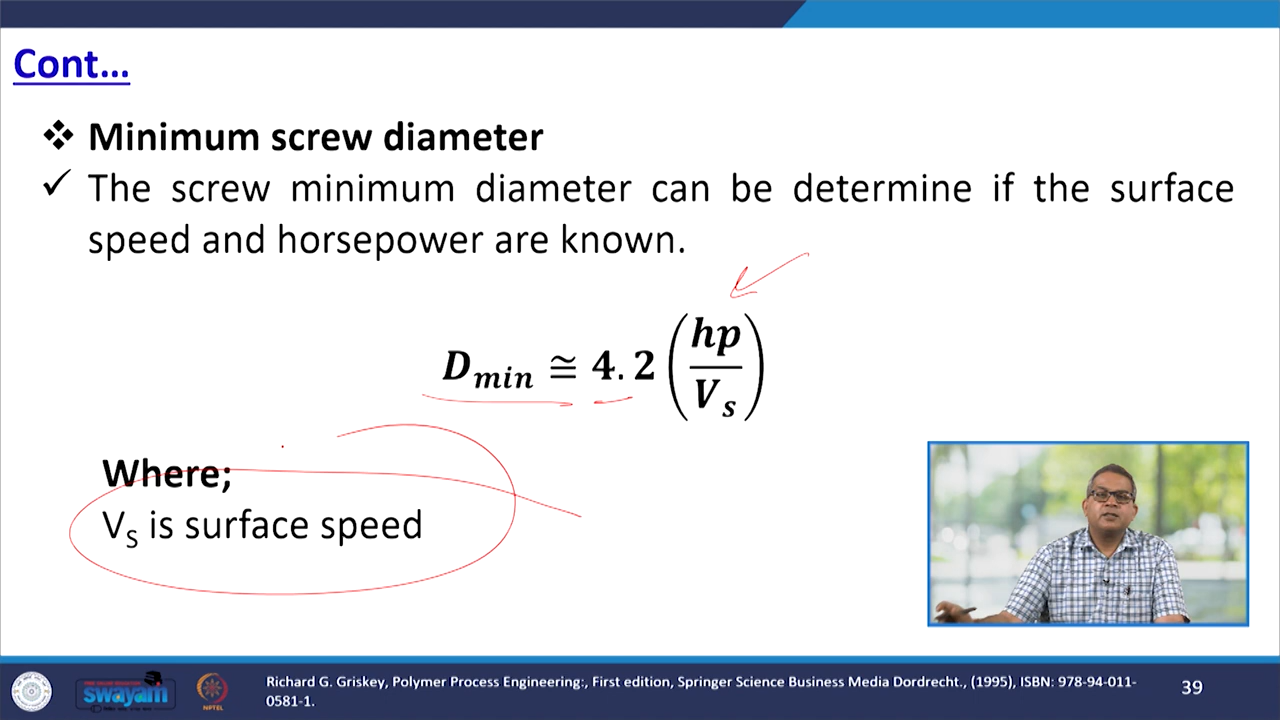 Cont...
❖ Minimum screw diameter
✓ The screw minimum diameter can be determine if the surface
speed and horsepower are known.
D_min ≅ 4.2 (hp/V_s)
Where;
V_S is surface speed
swayam
NPTEL
Richard G. Griskey, Polymer Process Engineering:, First edition, Springer Science Business Media Dordrecht., (1995), ISBN: 978-94-011-
0581-1.
39